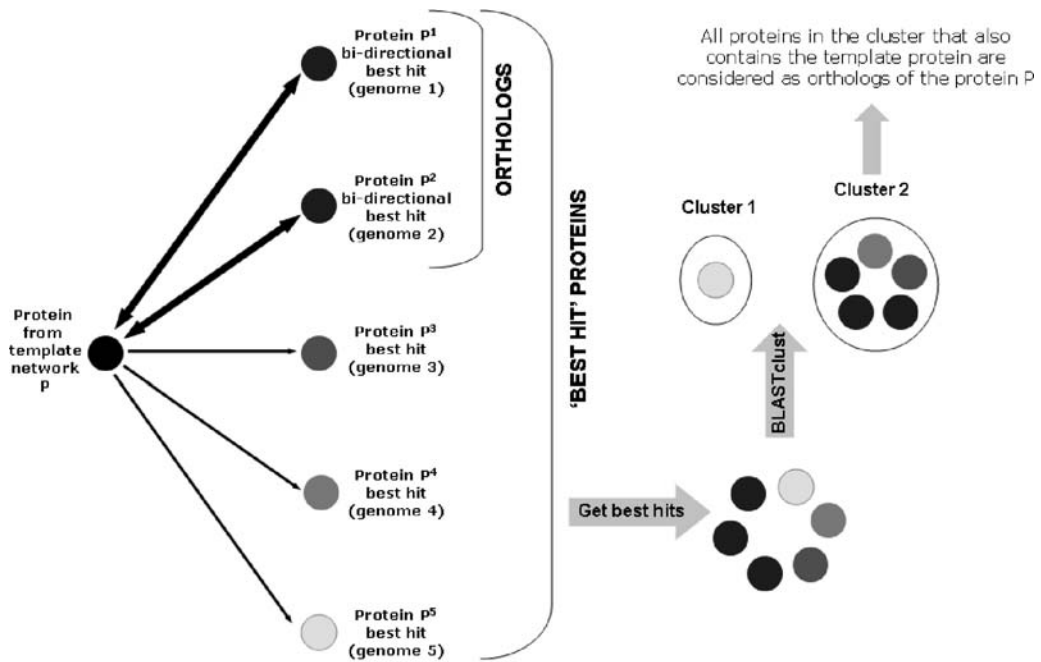 Protein P¹
bi-directional
best hit
(genome 1)
Protein P²
bi-directional
best hit
(genome 2)
Protein
from
template
network
P
Protein P³
best hit
(genome 3)
Protein P⁴
best hit
(genome 4)
Protein P⁵
best hit
(genome 5)
ORTHOLOGS
'BEST HIT' PROTEINS
Get best hits
BLASTclust
Cluster 1
Cluster 2
All proteins in the cluster that also
contains the template protein are
considered as orthologs of the protein P